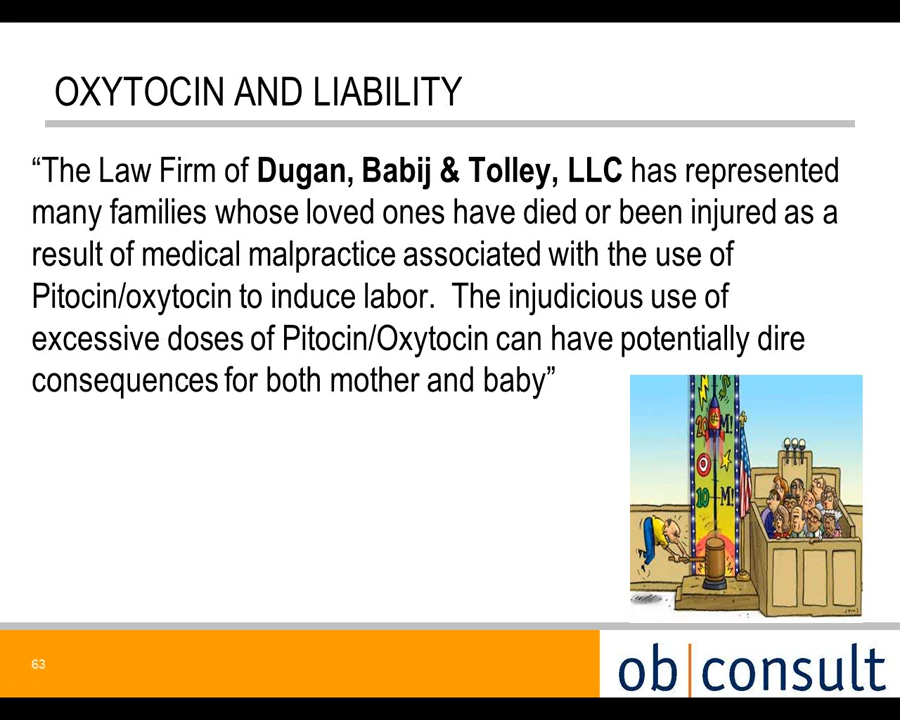 OXYTOCIN AND LIABILITY
“The Law Firm of Dugan, Babij & Tolley, LLC has represented
many families whose loved ones have died or been injured as a
result of medical malpractice associated with the use of
Pitocin/oxytocin to induce labor. The injudicious use of
excessive doses of Pitocin/Oxytocin can have potentially dire
consequences for both mother and baby”
$
20 M!
10 M!
63
ob|consult